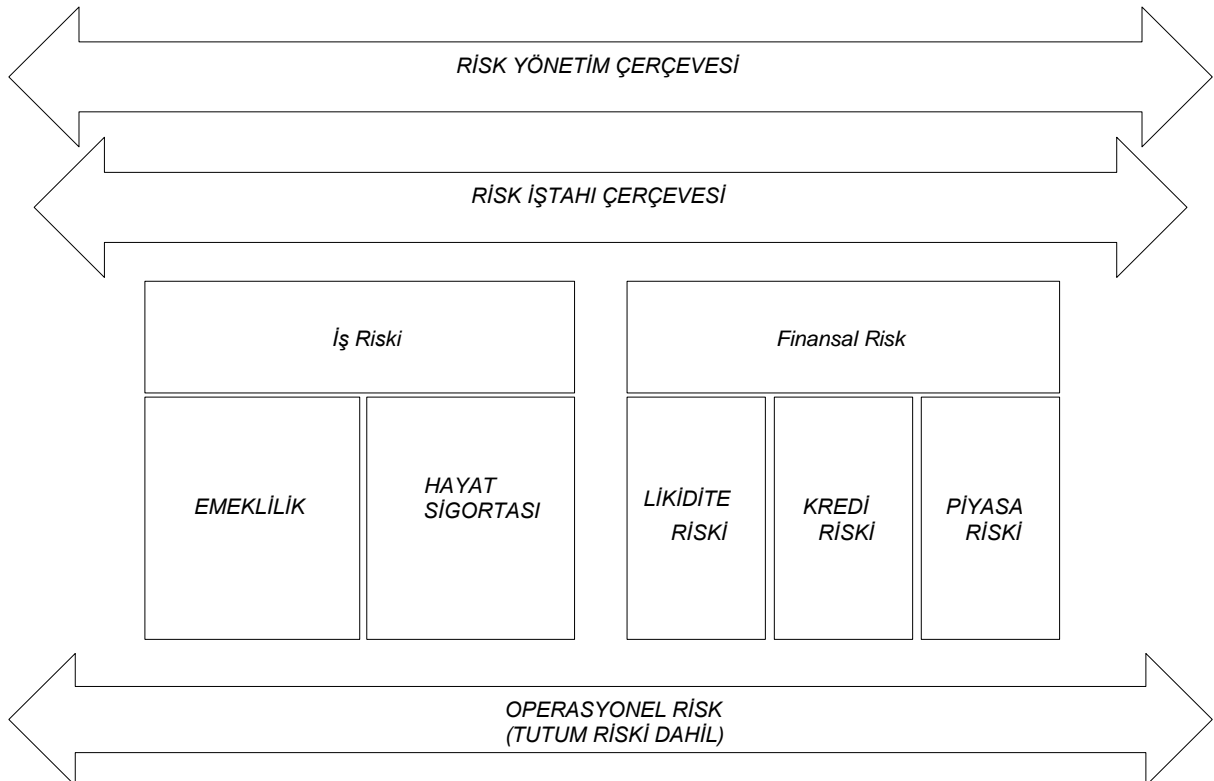 RİSK YÖNETİM ÇERÇEVESİ
RİSK İŞTAHI ÇERÇEVESİ
İş Riski
Finansal Risk
EMEKLİLİK
HAYAT
SİGORTASI
LİKİDİTE
RİSKİ
KREDİ
RİSKİ
PİYASA
RİSKİ
OPERASYONEL RİSK
(TUTUM RİSKİ DAHİL)